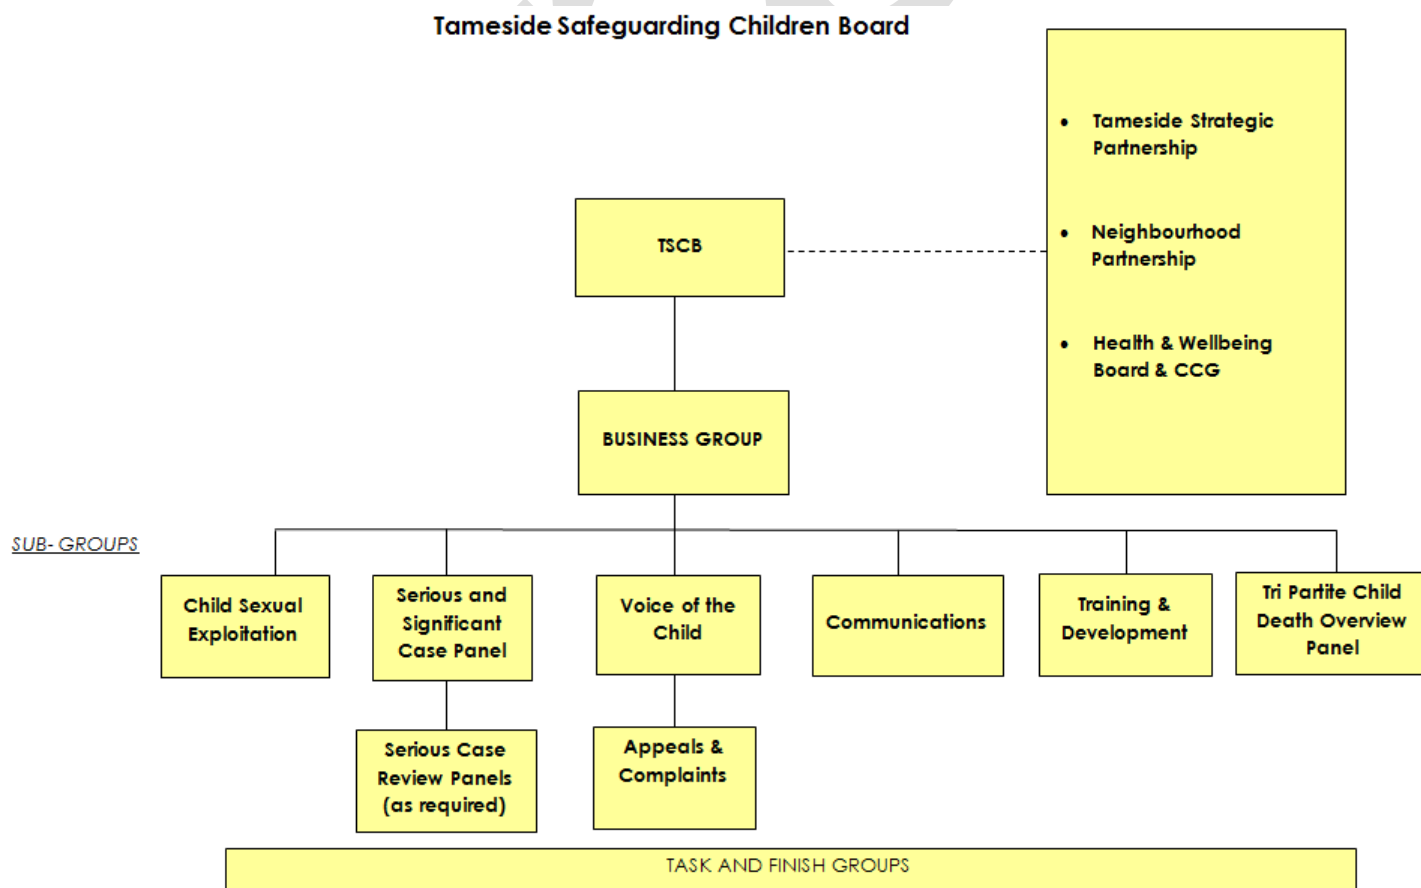 Tameside Safeguarding Children Board
• Tameside Strategic
Partnership
• Neighbourhood
Partnership
• Health & Wellbeing
Board & CCG
TSCB
BUSINESS GROUP
SUB- GROUPS
Child Sexual
Exploitation
Serious and
Significant
Case Panel
Voice of the
Child
Communications
Training &
Development
Tri Partite Child
Death Overview
Panel
Serious Case
Review Panels
(as required)
Appeals &
Complaints
TASK AND FINISH GROUPS